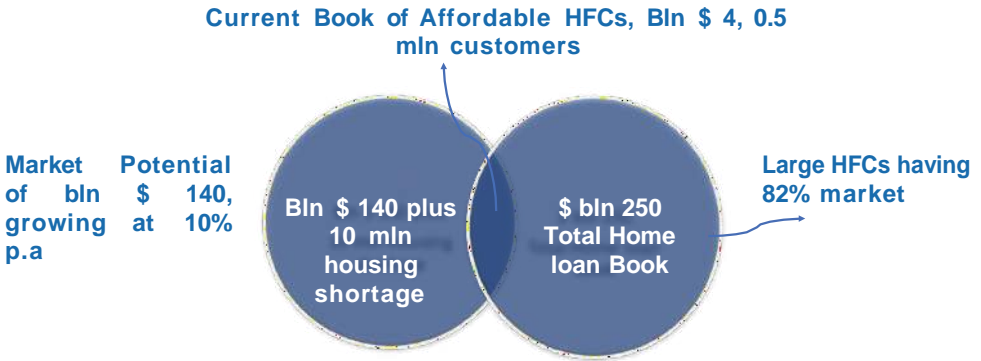 Current Book of Affordable HFCs, Bln $ 4, 0.5
mln customers
Market Potential
of bln $ 140,
growing at 10%
p.a
Bln $ 140 plus
10 mln
housing
shortage
$ bln 250
Total Home
loan Book
Large HFCs having
82% market